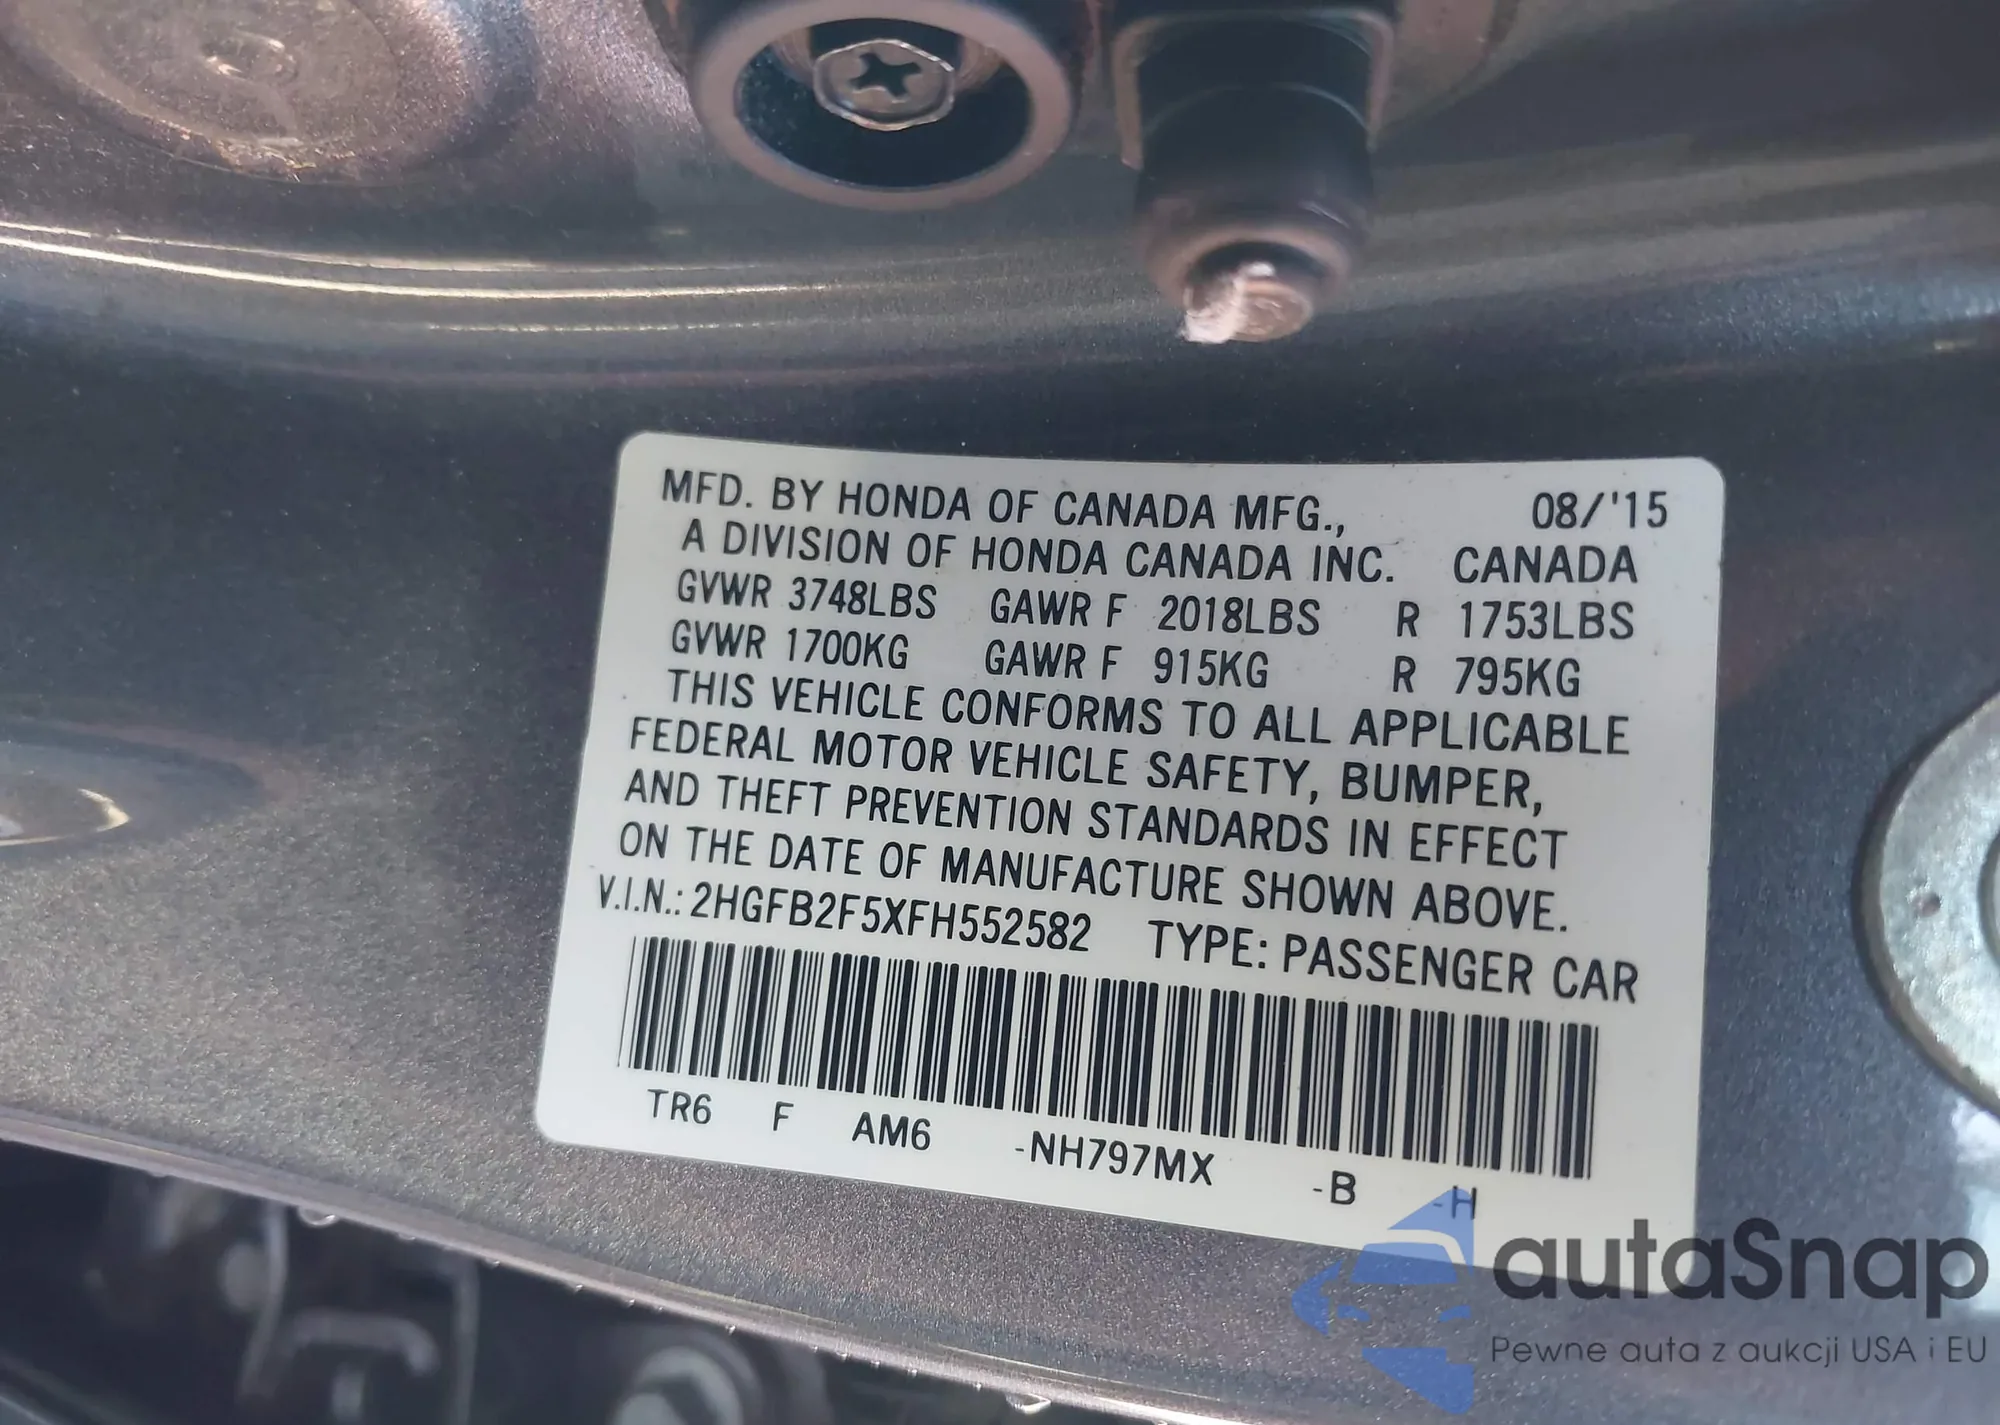 MFD. BY HONDA OF CANADA MFG., 08/'15
A DIVISION OF HONDA CANADA INC. CANADA
GVWR 3748LBS GAWR F 2018LBS R 1753LBS
GVWR 1700KG GAWR F 915KG R 795KG
THIS VEHICLE CONFORMS TO ALL APPLICABLE
FEDERAL MOTOR VEHICLE SAFETY, BUMPER,
AND THEFT PREVENTION STANDARDS IN EFFECT
ON THE DATE OF MANUFACTURE SHOWN ABOVE.
V.I.N.: 2HGFB2F5XFH552582 TYPE: PASSENGER CAR
TR6 F AM6 -NH797MX -B -H
autaSnap
Pewne auta z aukcji USA i EU